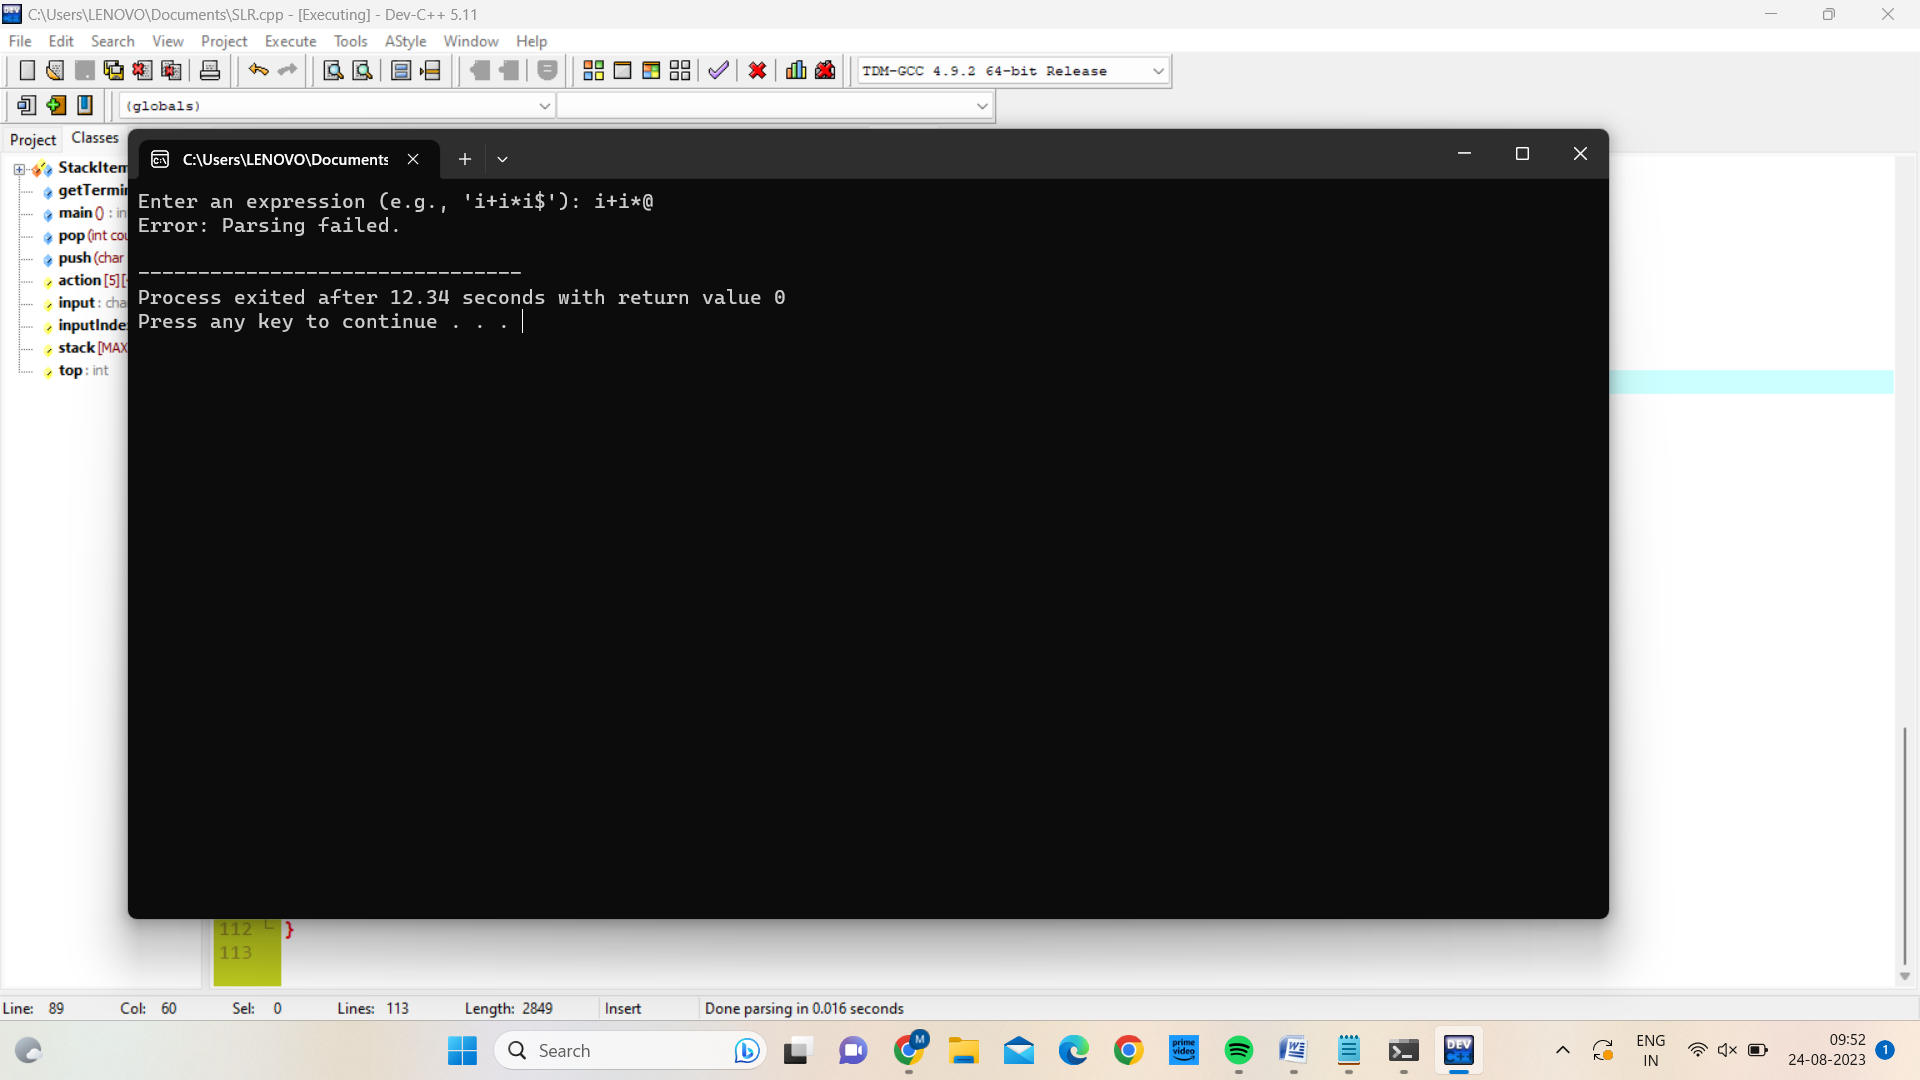 C:\Users\LENOVO\Documents\SLR.cpp - [Executing] - Dev-C++ 5.11
File Edit Search View Project Execute Tools AStyle Window Help
TDM-GCC 4.9.2 64-bit Release
(globals)
Project Classes
C:\Users\LENOVO\Documents
StackItem
getTermin
main () : in
pop (int cou
push (char
action [5][
input : cha
inputInde
stack [MAX
top : int
Enter an expression (e.g., 'i+i*i$'): i+i*@
Error: Parsing failed.
--------------------------------
Process exited after 12.34 seconds with return value 0
Press any key to continue . . .
112 }
113
Line: 89 Col: 60 Sel: 0 Lines: 113 Length: 2849 Insert Done parsing in 0.016 seconds
Search
M
prime video
DEV C++
ENG
IN
09:52
24-08-2023
1